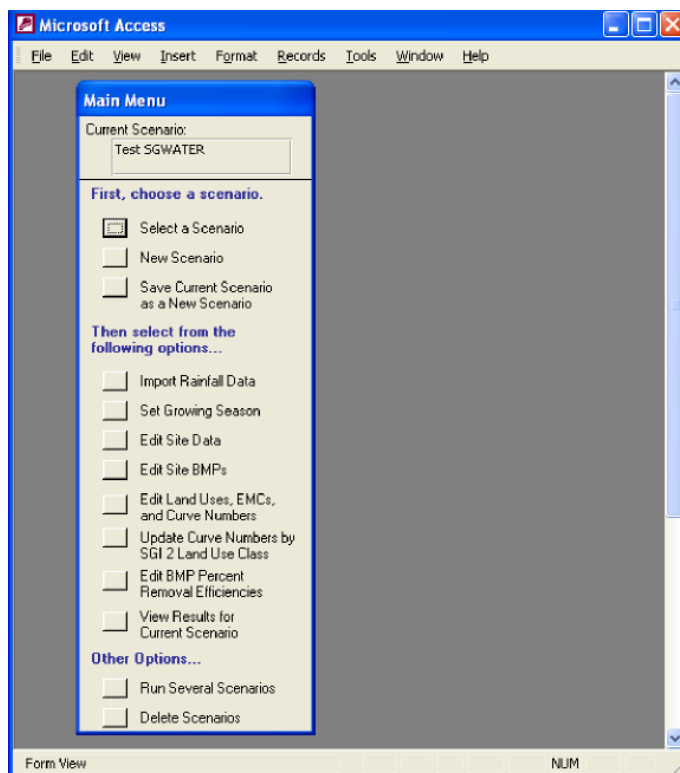 Microsoft Access
File Edit View Insert Format Records Tools Window Help
Main Menu
Current Scenario:
Test SGWATER
First, choose a scenario.
Select a Scenario
New Scenario
Save Current Scenario
as a New Scenario
Then select from the
following options...
Import Rainfall Data
Set Growing Season
Edit Site Data
Edit Site BMPs
Edit Land Uses, EMCs,
and Curve Numbers
Update Curve Numbers by
SGI 2 Land Use Class
Edit BMP Percent
Removal Efficiencies
View Results for
Current Scenario
Other Options...
Run Several Scenarios
Delete Scenarios
Form View NUM